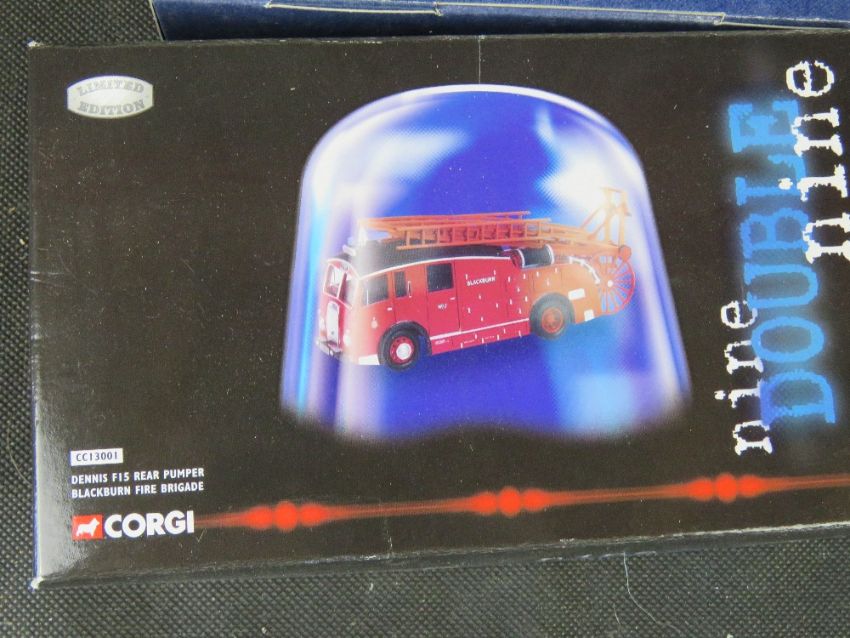 LIMITED
EDITION
nine DOUBLE nine
BLACKBURN
CC13001
DENNIS F15 REAR PUMPER
BLACKBURN FIRE BRIGADE
CORGI